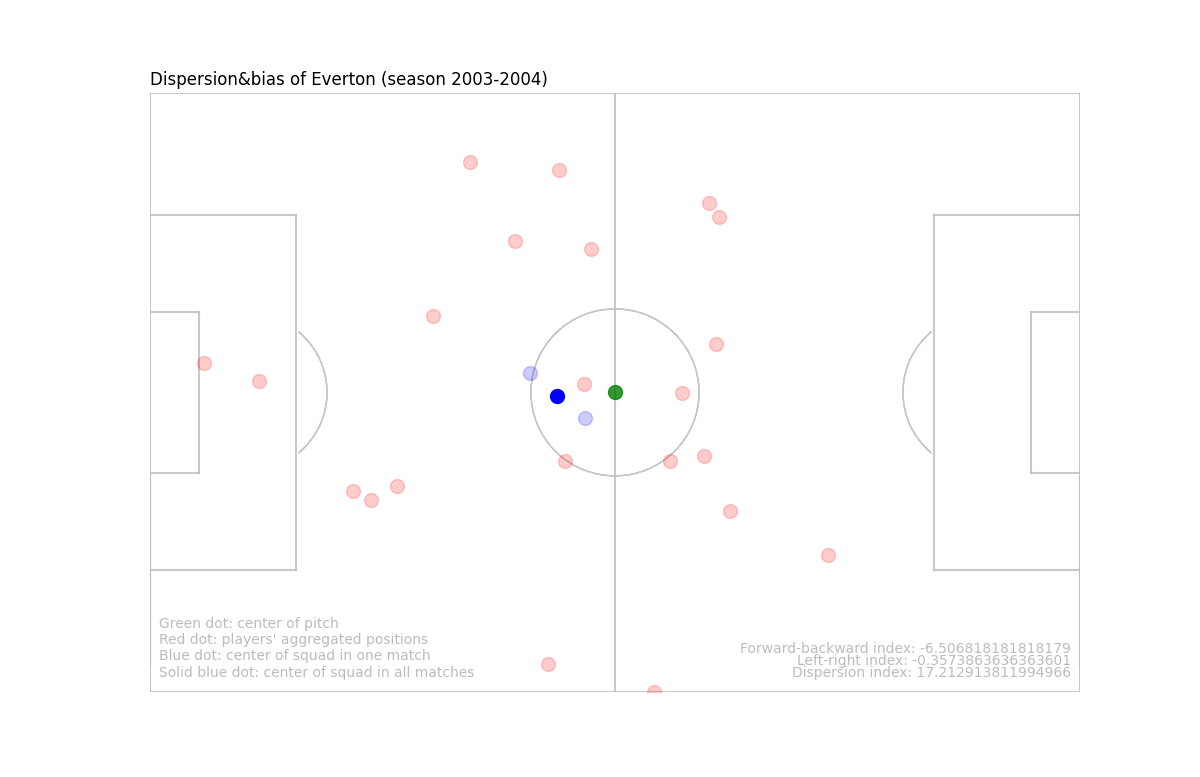 Dispersion&bias of Everton (season 2003-2004)
Green dot: center of pitch
Red dot: players' aggregated positions
Blue dot: center of squad in one match
Solid blue dot: center of squad in all matches
Forward-backward index: -6.506818181818179
Left-right index: -0.3573863636363601
Dispersion index: 17.212913811994966